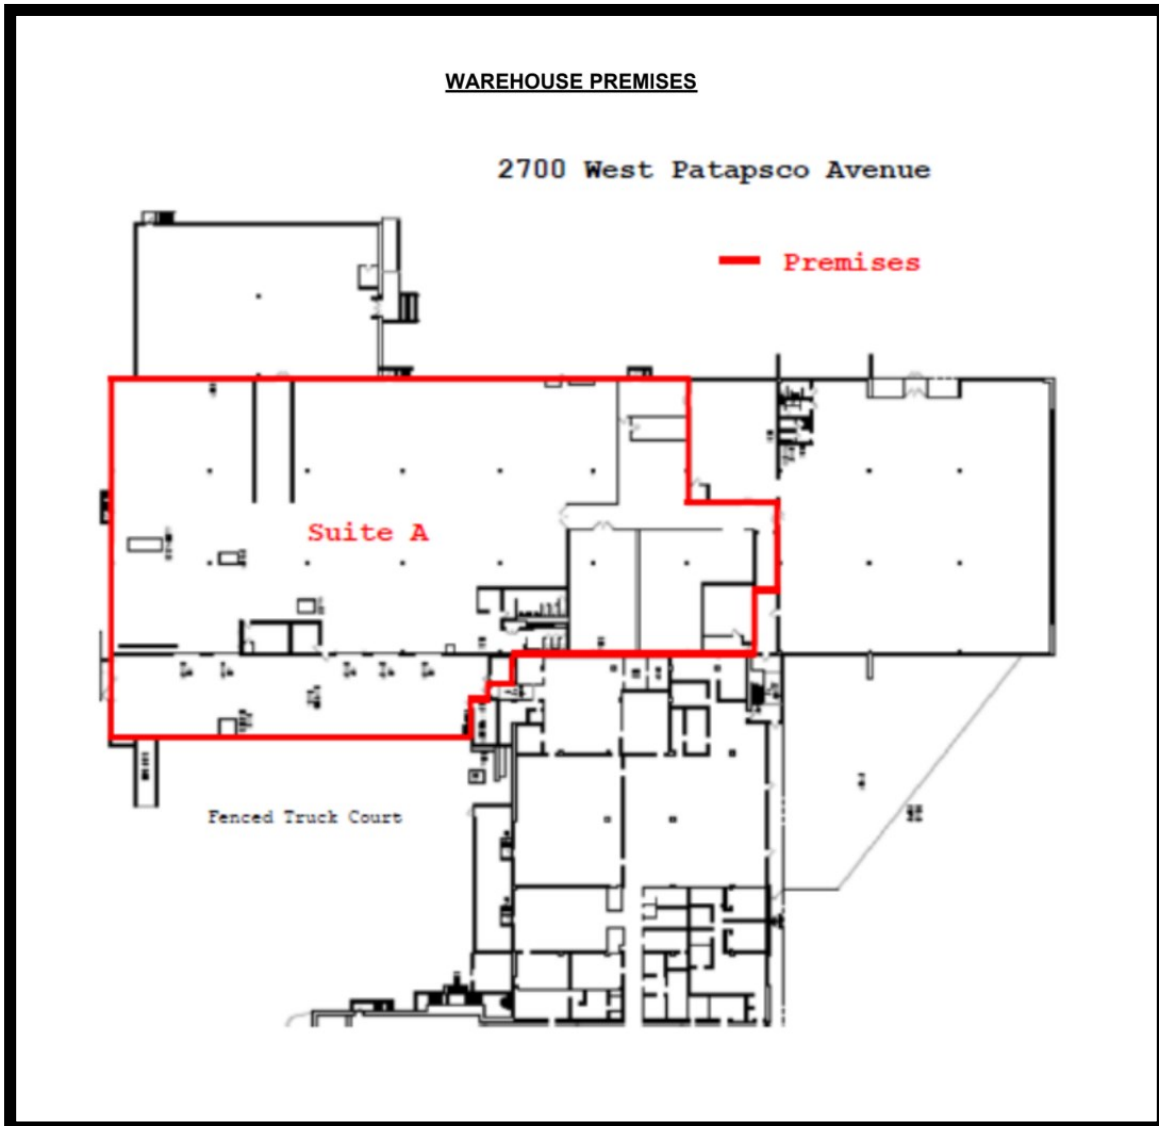 WAREHOUSE PREMISES
2700 West Patapsco Avenue
Premises
Suite A
Fenced Truck Court